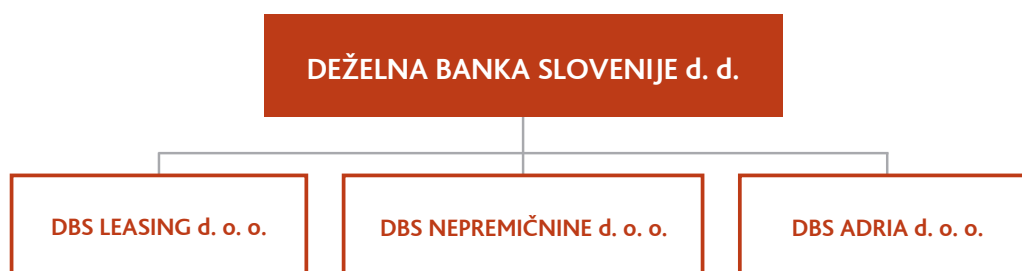 DEŽELNA BANKA SLOVENIJE d. d.
DBS LEASING d. o. o.
DBS NEPREMIČNINE d. o. o.
DBS ADRIA d. o. o.